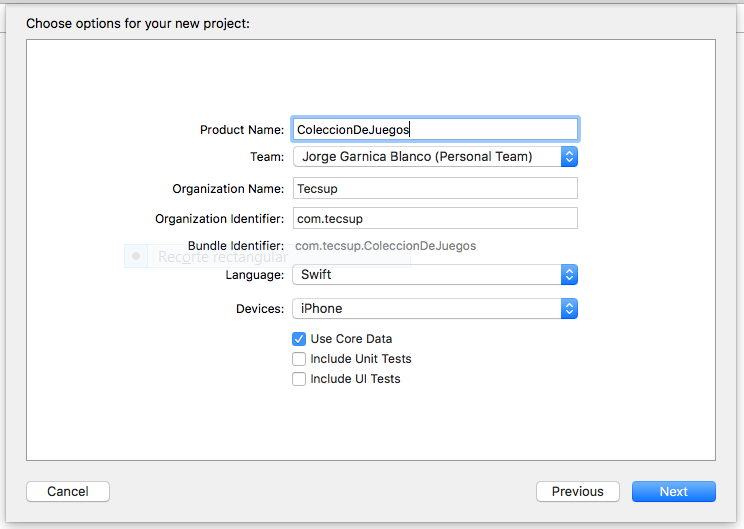 Choose options for your new project:
Product Name: ColeccionDeJuegos
Team: Jorge Garnica Blanco (Personal Team)
Organization Name: Tecsup
Organization Identifier: com.tecsup
Bundle Identifier: com.tecsup.ColeccionDeJuegos
Recorte rectangular
Language: Swift
Devices: iPhone
Use Core Data
Include Unit Tests
Include UI Tests
Cancel Previous Next